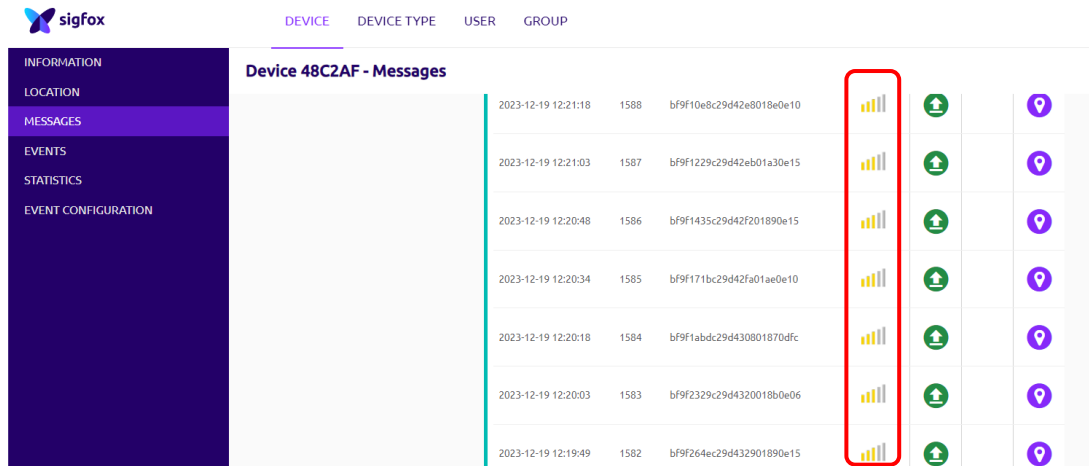 sigfox
DEVICE DEVICE TYPE USER GROUP
INFORMATION
LOCATION
MESSAGES
EVENTS
STATISTICS
EVENT CONFIGURATION
Device 48C2AF - Messages
2023-12-19 12:21:18 1588 bf9f10e8c29d42e8018e0e10
2023-12-19 12:21:03 1587 bf9f1229c29d42eb01a30e15
2023-12-19 12:20:48 1586 bf9f1435c29d42f201890e15
2023-12-19 12:20:34 1585 bf9f171bc29d42fa01ae0e10
2023-12-19 12:20:18 1584 bf9f1abdc29d430801870dfc
2023-12-19 12:20:03 1583 bf9f2329c29d4320018b0e06
2023-12-19 12:19:49 1582 bf9f264ec29d432901890e15